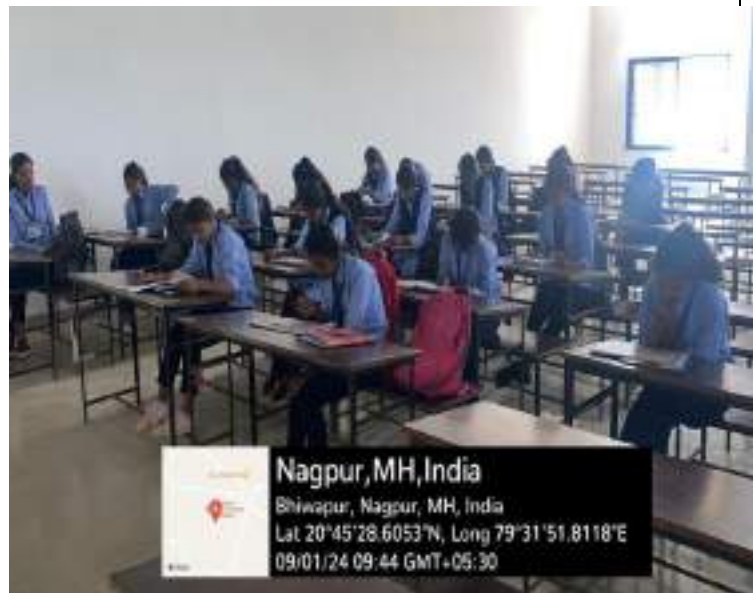 Nagpur,MH,India
Bhiwapur, Nagpur, MH, India
Lat 20°45'28.6053"N, Long 79°31'51.8118"E
09/01/24 09:44 GMT+05:30